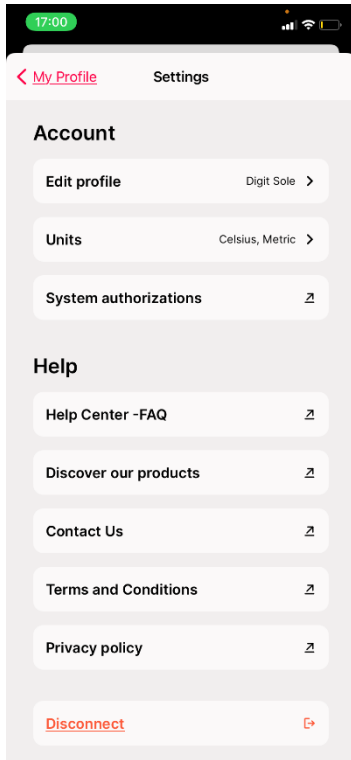 17:00
My Profile
Settings
Account
Edit profile
Digit Sole
Units
Celsius, Metric
System authorizations
Help
Help Center -FAQ
Discover our products
Contact Us
Terms and Conditions
Privacy policy
Disconnect